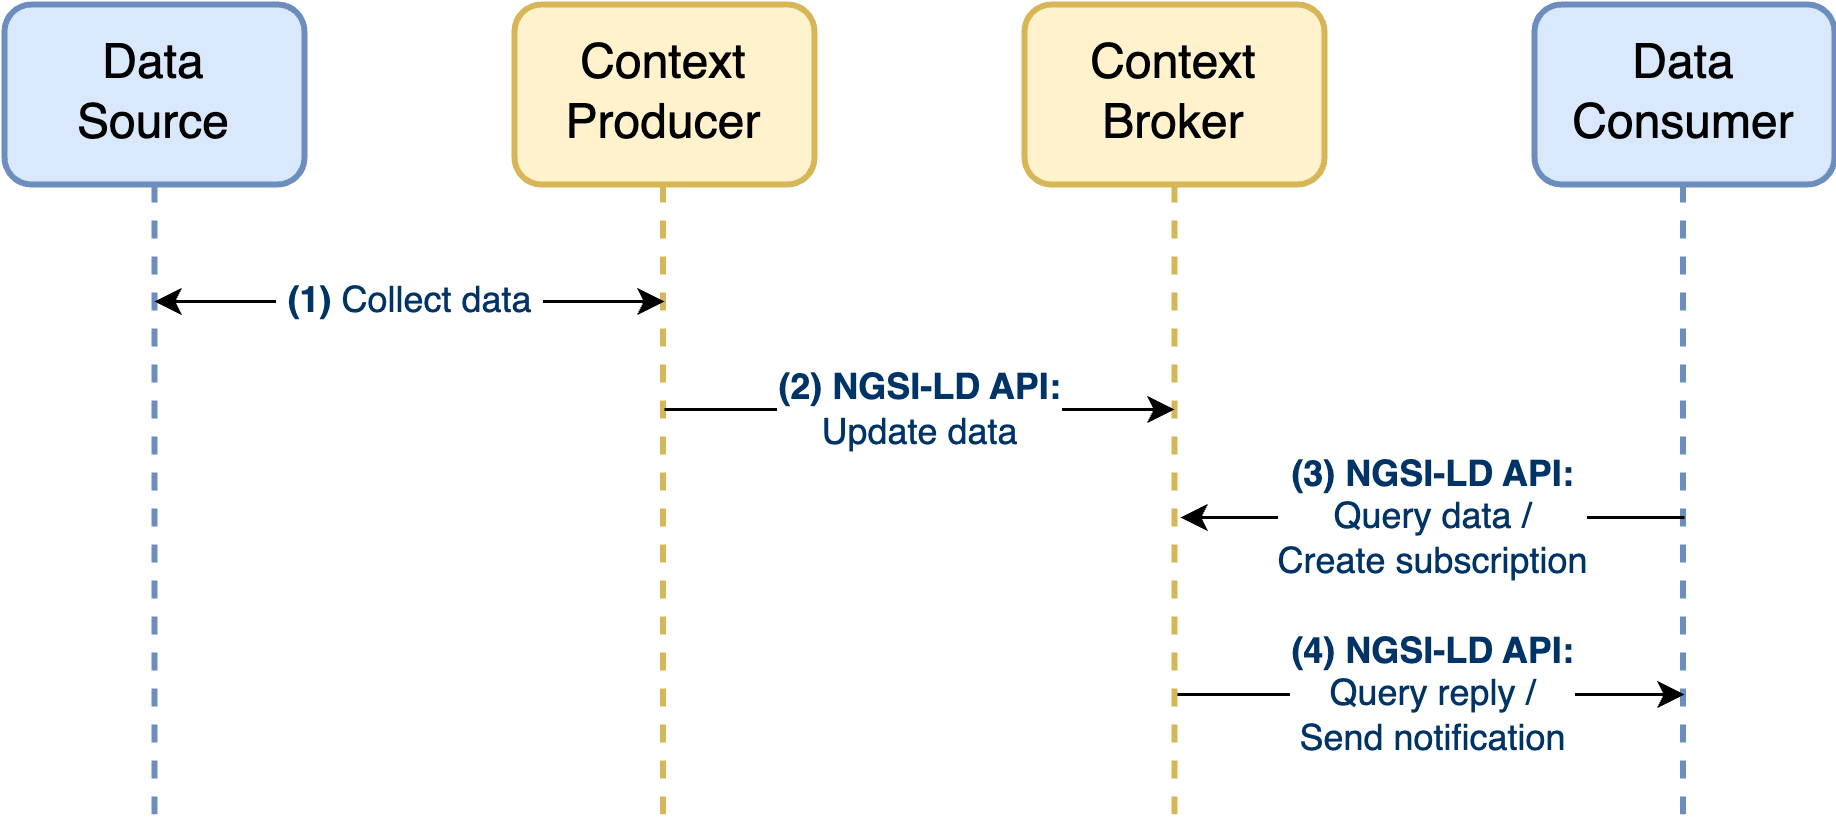 Data
Source
Context
Producer
Context
Broker
Data
Consumer
(1) Collect data
(2) NGSI-LD API:
Update data
(3) NGSI-LD API:
Query data /
Create subscription
(4) NGSI-LD API:
Query reply /
Send notification